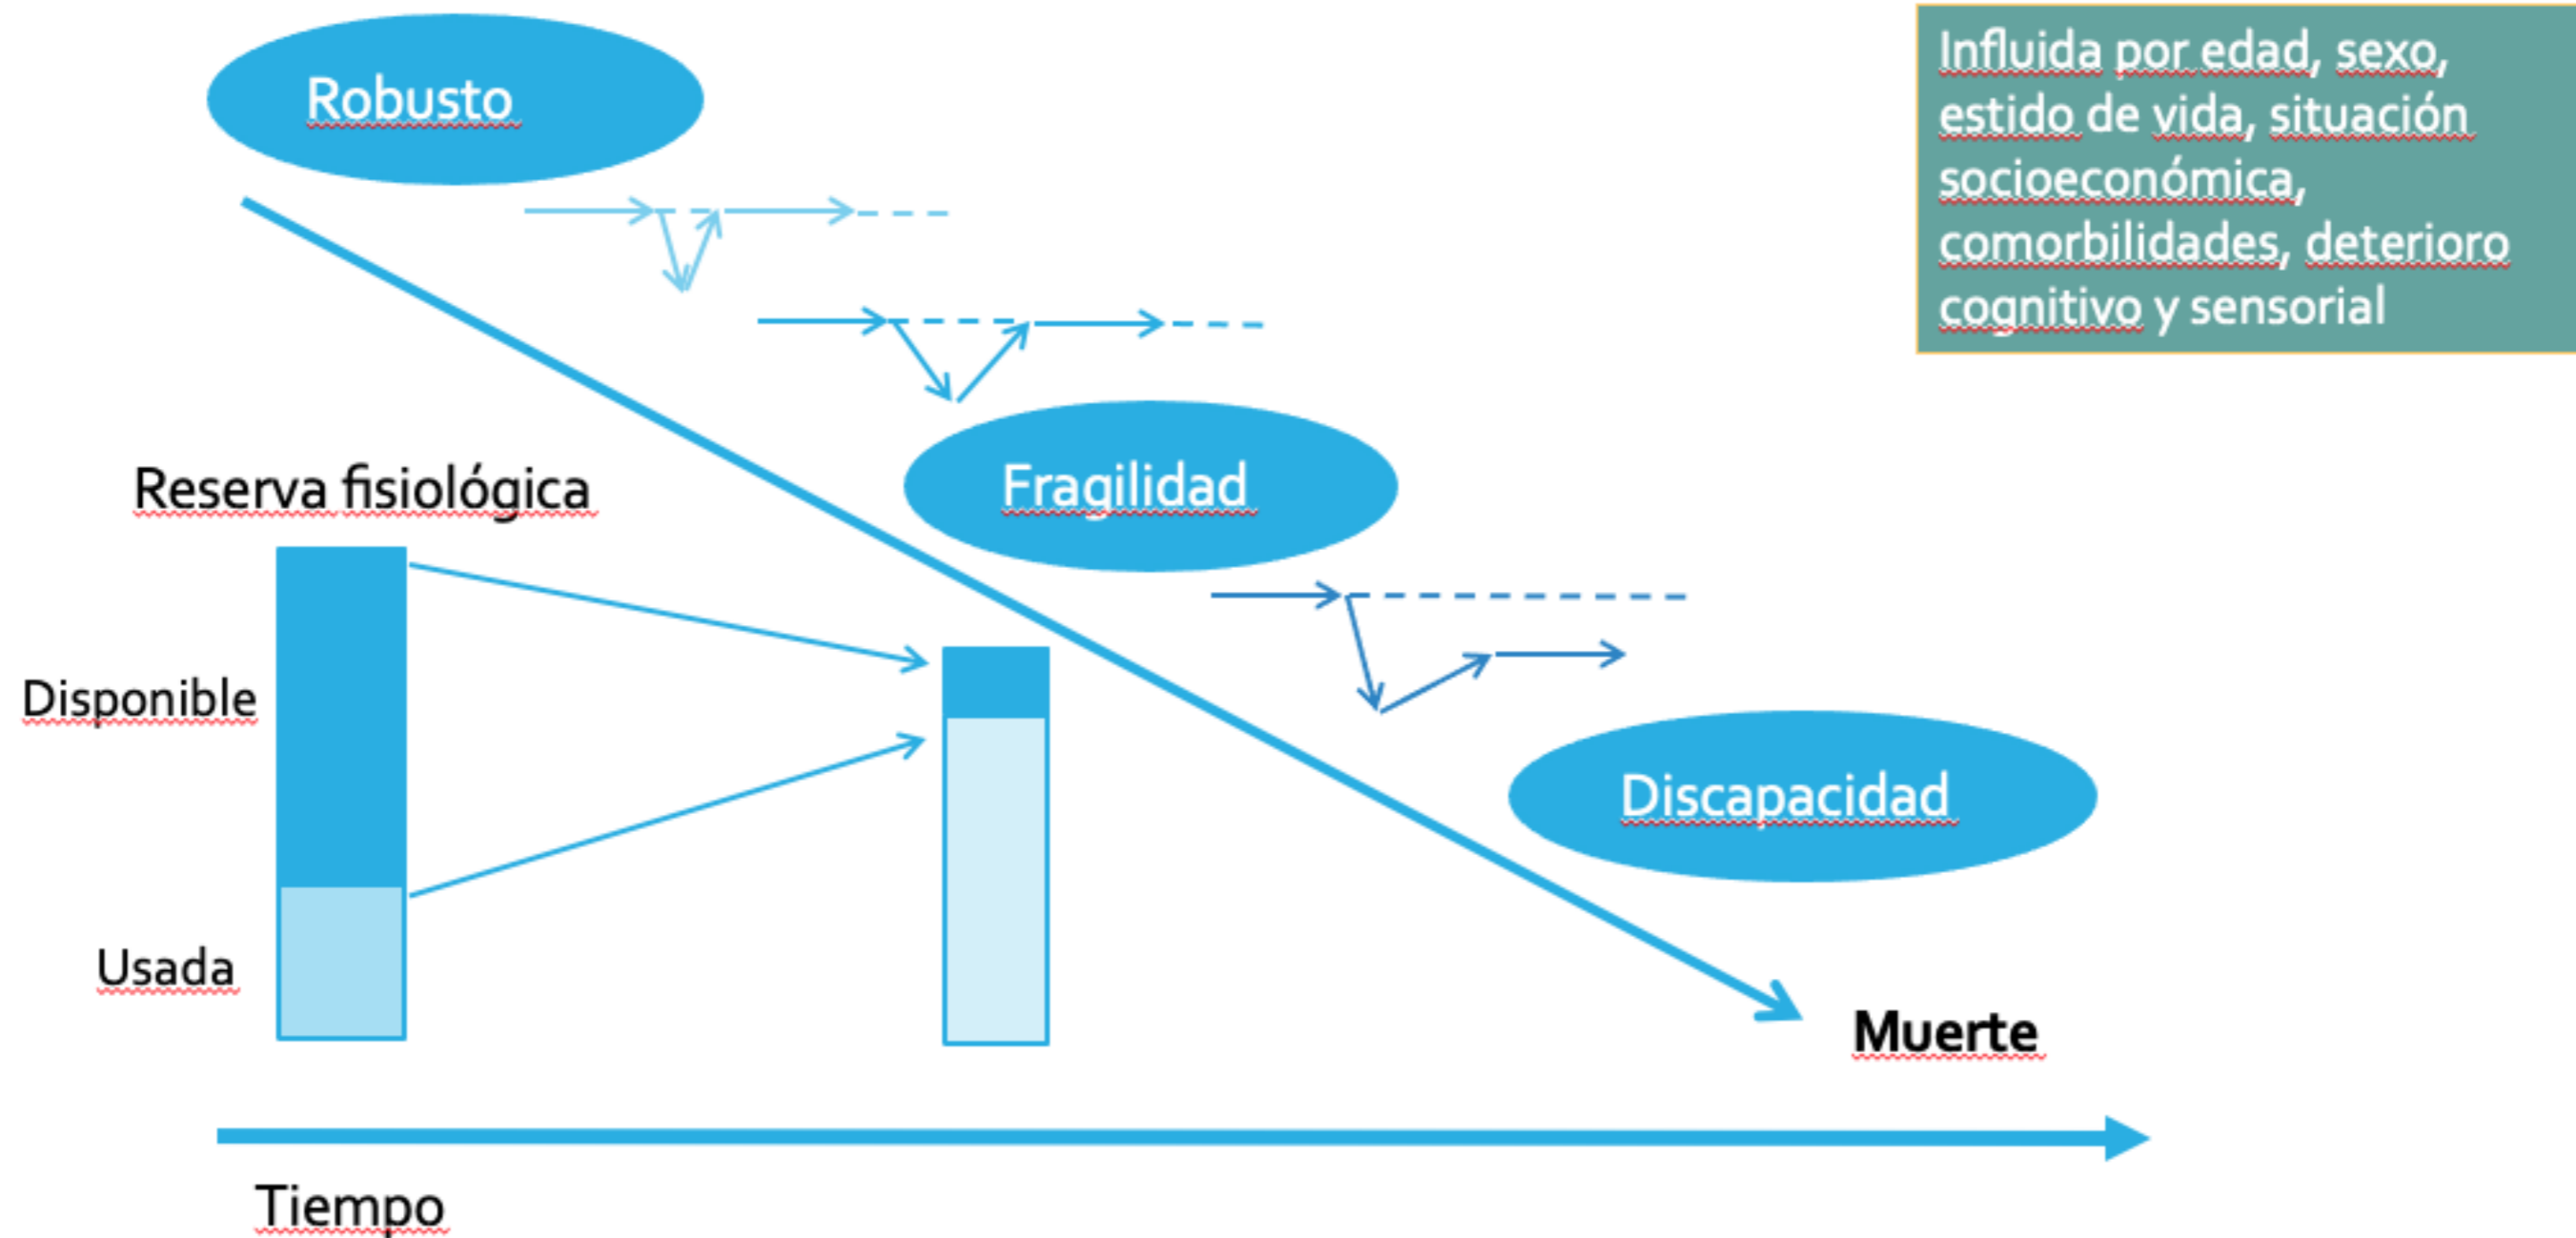 Robusto
Influida por edad, sexo,
estido de vida, situación
socioeconómica,
comorbilidades, deterioro
cognitivo y sensorial
Reserva fisiológica
Fragilidad
Disponible
Discapacidad
Usada
Muerte
Tiempo